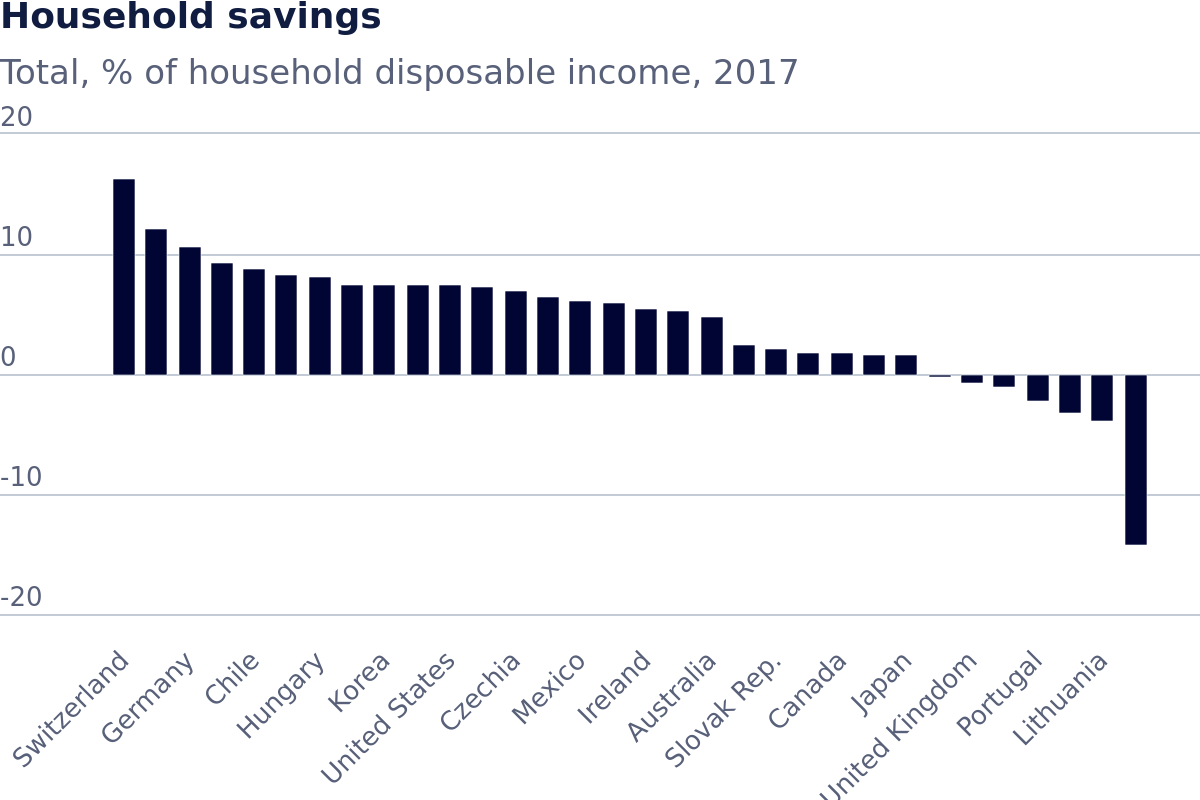 Household savings
Total, % of household disposable income, 2017
20
10
0
-10
-20
Switzerland
Germany
Chile
Hungary
Korea
United States
Czechia
Mexico
Ireland
Australia
Slovak Rep.
Canada
Japan
United Kingdom
Portugal
Lithuania